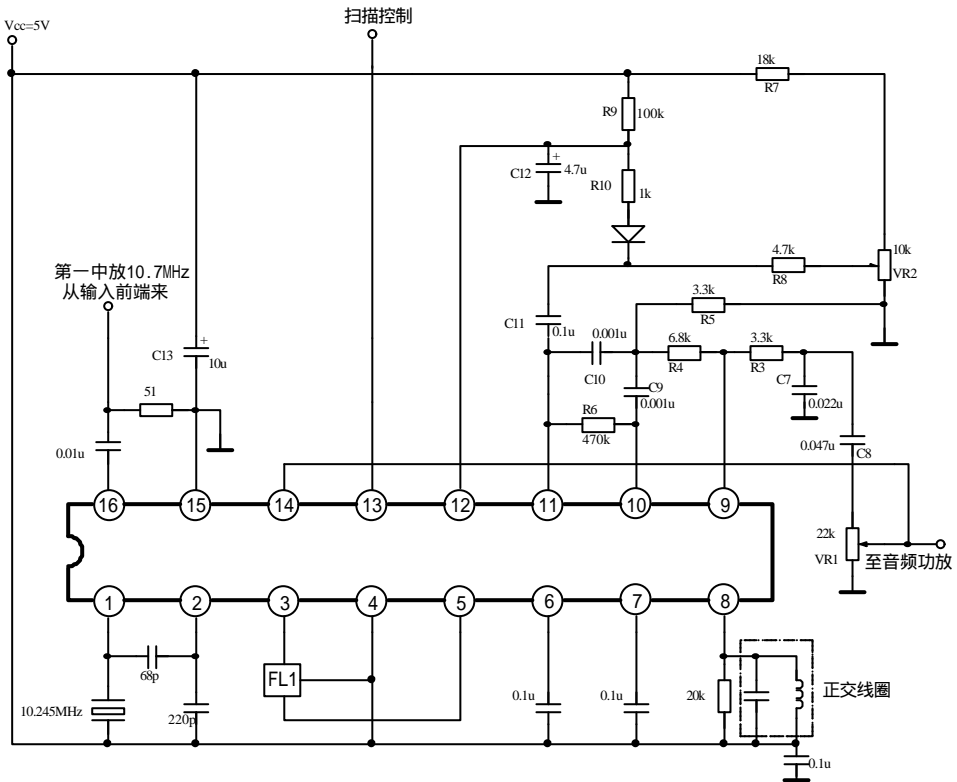 扫描控制
Vcc=5V
18k
R7
R9
100k
C12
+
4.7u
R10
1k
第一中放10.7MHz
从输入前端来
4.7k
R8
10k
VR2
3.3k
R5
C11
0.1u
0.001u
C10
6.8k
R4
3.3k
R3
C13
+
10u
C9
0.001u
C7
0.022u
51
R6
470k
0.01u
0.047u
C8
16
15
14
13
12
11
10
9
22k
VR1
至音频功放
1
2
3
4
5
6
7
8
68p
FL1
10.245MHz
220p
0.1u
0.1u
20k
正交线圈
0.1u